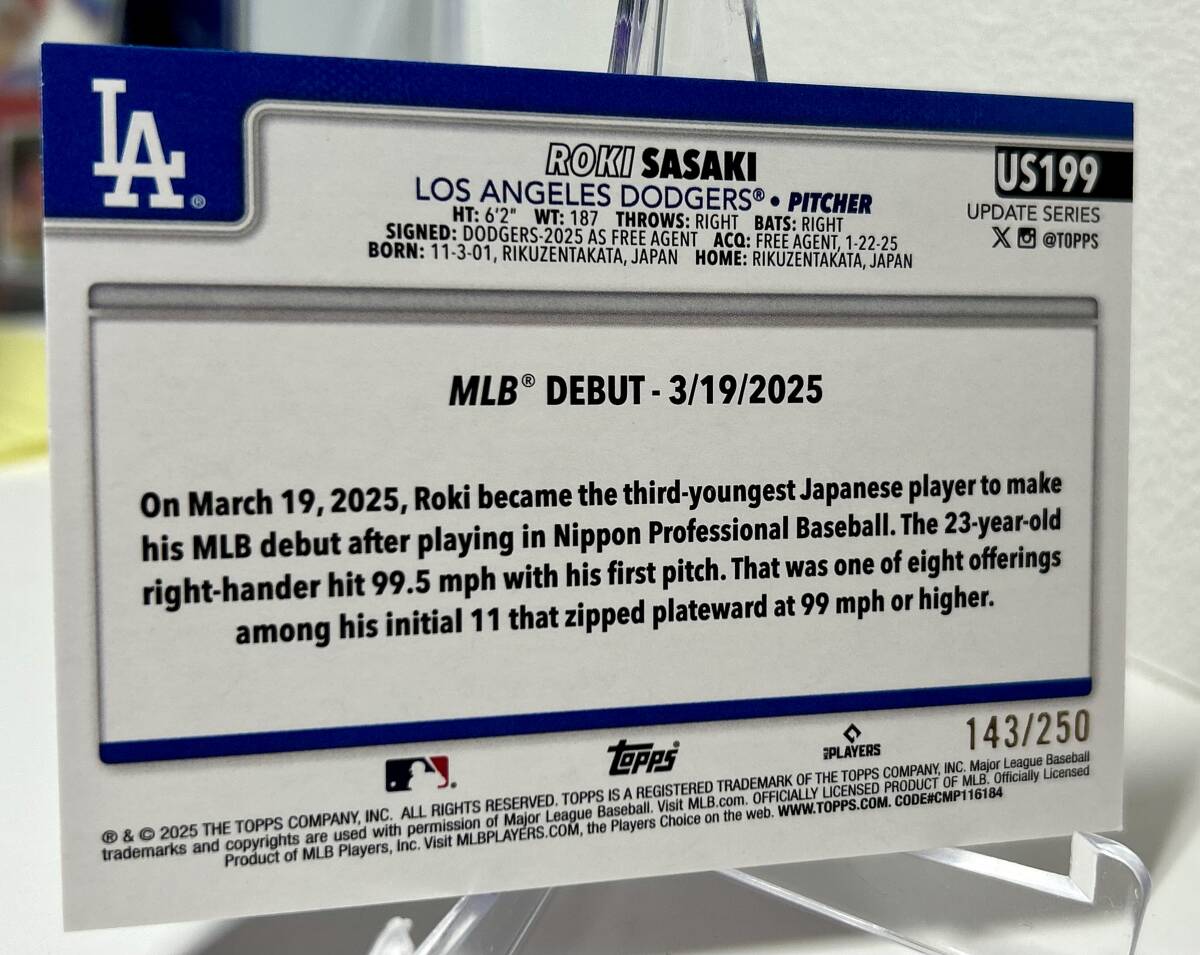 LA®
ROKI SASAKI
US199
LOS ANGELES DODGERS® • PITCHER
UPDATE SERIES
HT: 6'2" WT: 187 THROWS: RIGHT BATS: RIGHT
SIGNED: DODGERS-2025 AS FREE AGENT ACQ: FREE AGENT, 1-22-25
X @TOPPS
BORN: 11-3-01, RIKUZENTAKATA, JAPAN HOME: RIKUZENTAKATA, JAPAN
MLB® DEBUT - 3/19/2025
On March 19, 2025, Roki became the third-youngest Japanese player to make
his MLB debut after playing in Nippon Professional Baseball. The 23-year-old
right-hander hit 99.5 mph with his first pitch. That was one of eight offerings
among his initial 11 that zipped plateward at 99 mph or higher.
143/250
topps®
PLAYERS
® & © 2025 THE TOPPS COMPANY, INC. ALL RIGHTS RESERVED. TOPPS IS A REGISTERED TRADEMARK OF THE TOPPS COMPANY, INC. Major League Baseball
trademarks and copyrights are used with permission of Major League Baseball. Visit MLB.com. OFFICIALLY LICENSED PRODUCT OF MLB. Officially Licensed
Product of MLB Players, Inc. Visit MLBPLAYERS.COM, the Players Choice on the web. WWW.TOPPS.COM. CODE#CMP116184